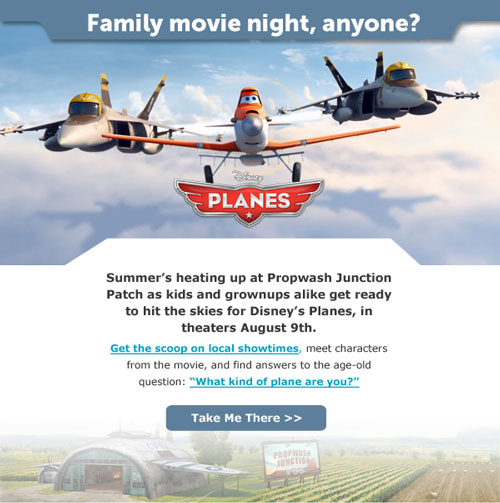 Family movie night, anyone?
Disney
PLANES
Summer’s heating up at Propwash Junction
Patch as kids and grownups alike get ready
to hit the skies for Disney’s Planes, in
theaters August 9th.
Get the scoop on local showtimes, meet characters
from the movie, and find answers to the age-old
question: “What kind of plane are you?”
Take Me There >>
PROPWASH
JUNCTION